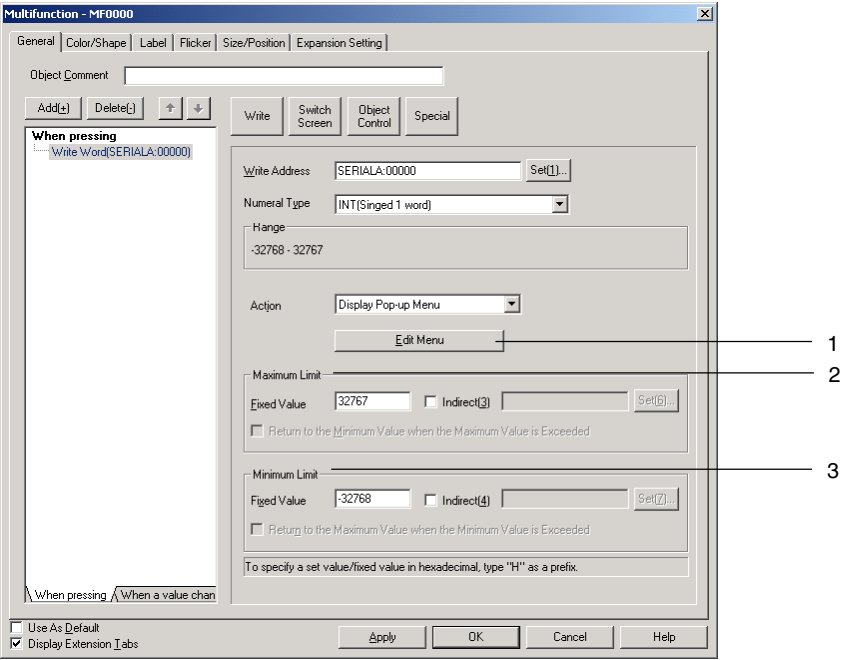 Multifunction - MF0000
General Color/Shape Label Flicker Size/Position Expansion Setting
Object Comment
Add(+) Delete(-)
Write Switch Screen Object Control Special
When pressing
Write Word(SERIALA:00000)
Write Address SERIALA:00000 Set(1)...
Numeral Type INT(Singed 1 word)
Range
-32768 - 32767
Action Display Pop-up Menu
Edit Menu 1
Maximum Limit 2
Fixed Value 32767 Indirect(3) Set(6)...
Return to the Minimum Value when the Maximum Value is Exceeded
Minimum Limit 3
Fixed Value -32768 Indirect(4) Set(7)...
Return to the Maximum Value when the Minimum Value is Exceeded
To specify a set value/fixed value in hexadecimal, type "H" as a prefix.
When pressing When a value chan
Use As Default
Display Extension Tabs
Apply OK Cancel Help